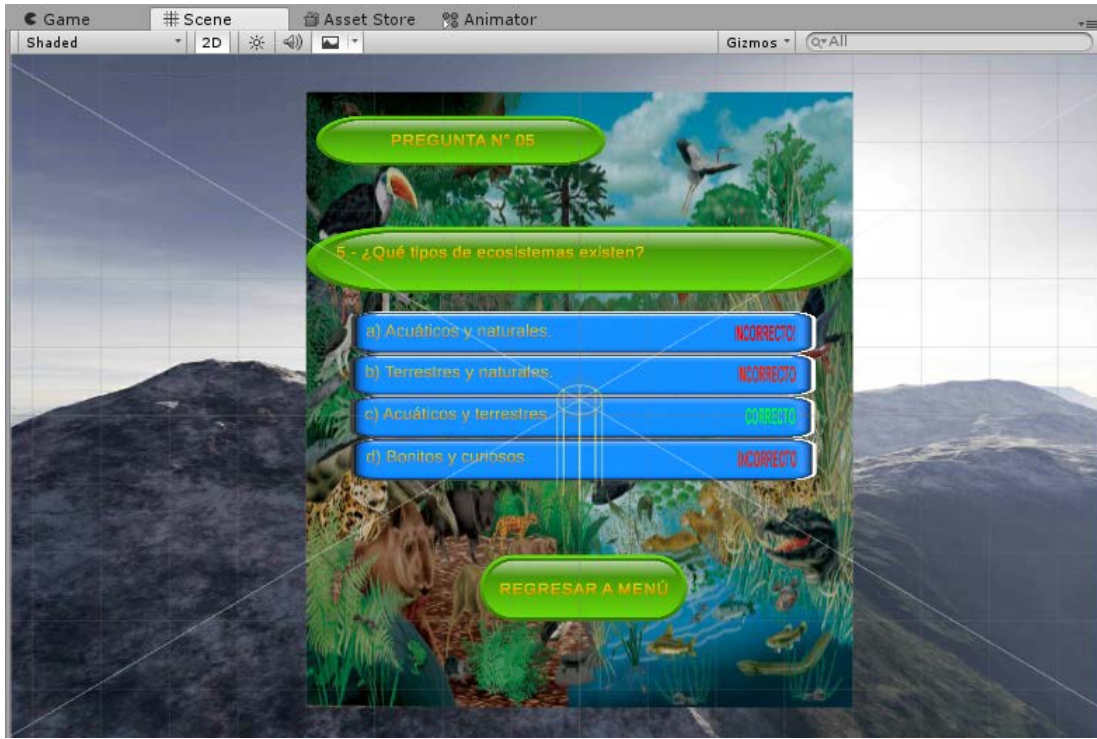 Game Scene Asset Store Animator
Shaded 2D Gizmos All
PREGUNTA N° 05
5.- ¿Qué tipos de ecosistemas existen?
a) Acuáticos y naturales. INCORRECTO!
b) Terrestres y naturales. INCORRECTO
c) Acuáticos y terrestres. CORRECTO
d) Bonitos y curiosos. INCORRECTO
REGRESAR A MENÚ